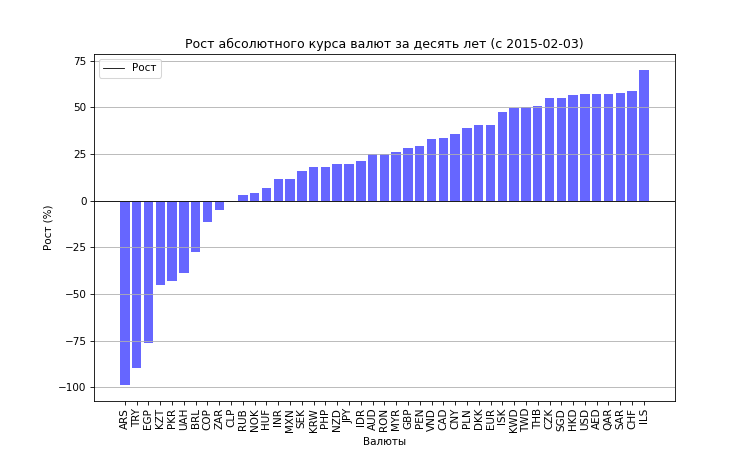 Рост абсолютного курса валют за десять лет (с 2015-02-03)
Рост
75
50
25
0
−25
−50
−75
−100
Рост (%)
ARS TRY EGP KZT PKR UAH BRL COP ZAR CLP RUB NOK HUF INR MXN SEK KRW PHP NZD JPY IDR AUD RON MYR GBP PEN VND CAD CNY PLN DKK EUR ISK KWD TWD THB CZK SGD HKD USD AED QAR SAR CHF ILS
Валюты